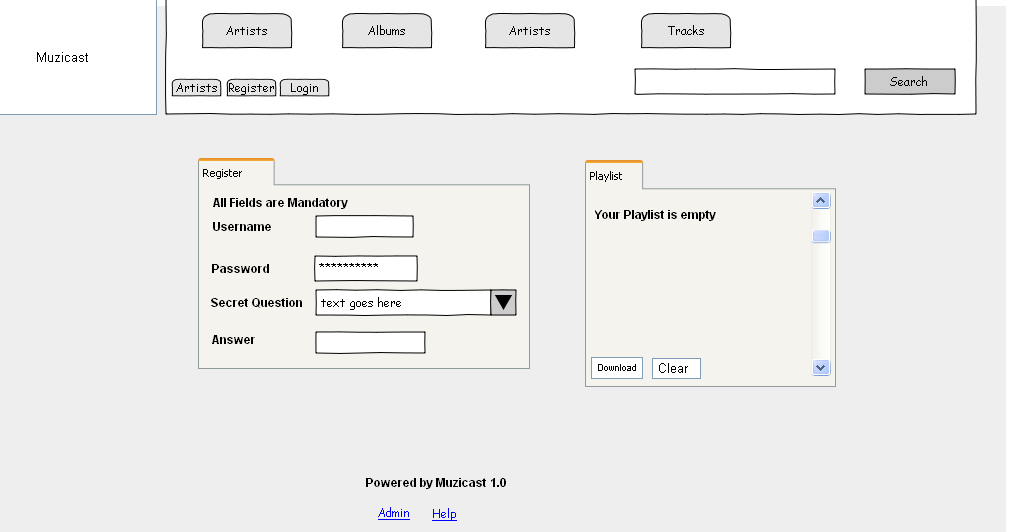 Muzicast
Artists Albums Artists Tracks
Artists Register Login
Search
Register
All Fields are Mandatory
Username
Password **********
Secret Question text goes here
Answer
Playlist
Your Playlist is empty
Download Clear
Powered by Muzicast 1.0
Admin Help